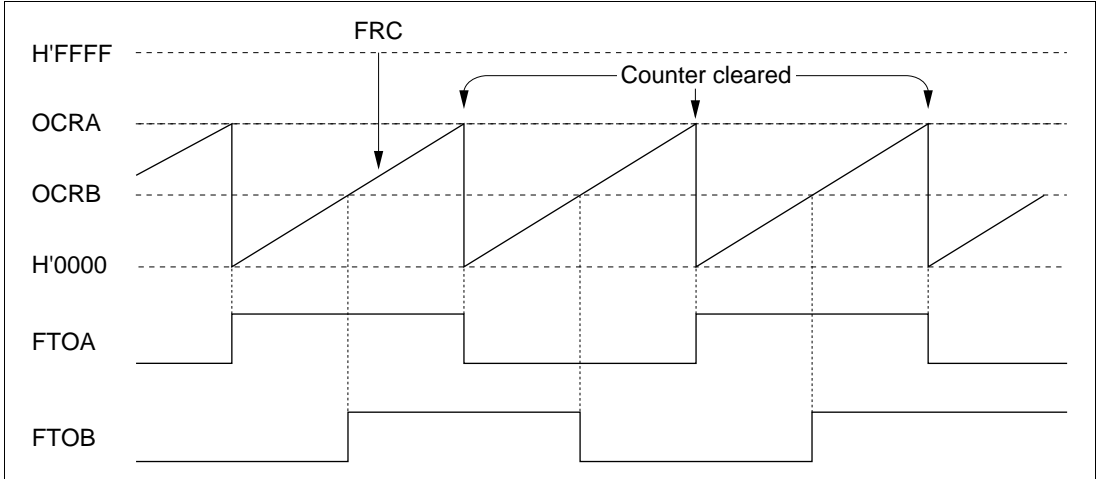 FRC
H'FFFF
Counter cleared
OCRA
OCRB
H'0000
FTOA
FTOB